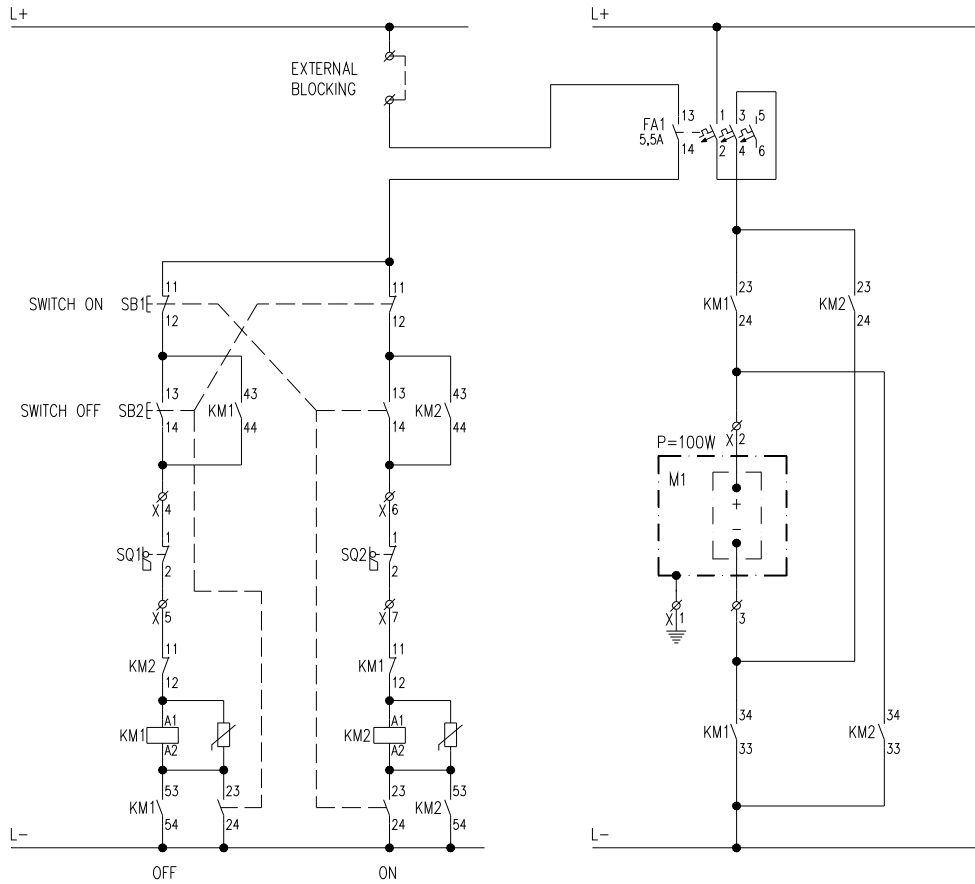 L+
L+
EXTERNAL
BLOCKING
FA1
5,5A
13
14
1
3
5
2
4
6
SWITCH ON SB1
11
12
11
12
KM1
23
24
KM2
23
24
SWITCH OFF SB2
13
14
KM1
43
44
13
14
KM2
43
44
P=100W
X 2
M1
+
−
X 4
X 6
SQ1
1
2
SQ2
1
2
X 5
X 7
X 1
3
KM2
11
12
KM1
11
12
KM1
A1
A2
KM2
A1
A2
KM1
34
33
KM2
34
33
KM1
53
54
23
24
23
24
KM2
53
54
L−
L−
OFF
ON